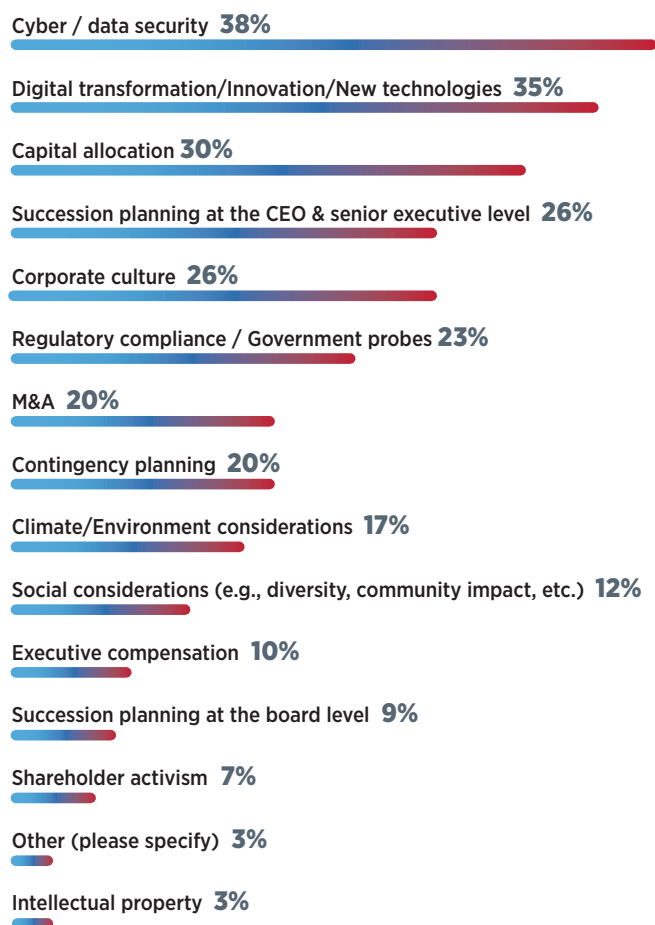 Cyber / data security 38%
Digital transformation/Innovation/New technologies 35%
Capital allocation 30%
Succession planning at the CEO & senior executive level 26%
Corporate culture 26%
Regulatory compliance / Government probes 23%
M&A 20%
Contingency planning 20%
Climate/Environment considerations 17%
Social considerations (e.g., diversity, community impact, etc.) 12%
Executive compensation 10%
Succession planning at the board level 9%
Shareholder activism 7%
Other (please specify) 3%
Intellectual property 3%